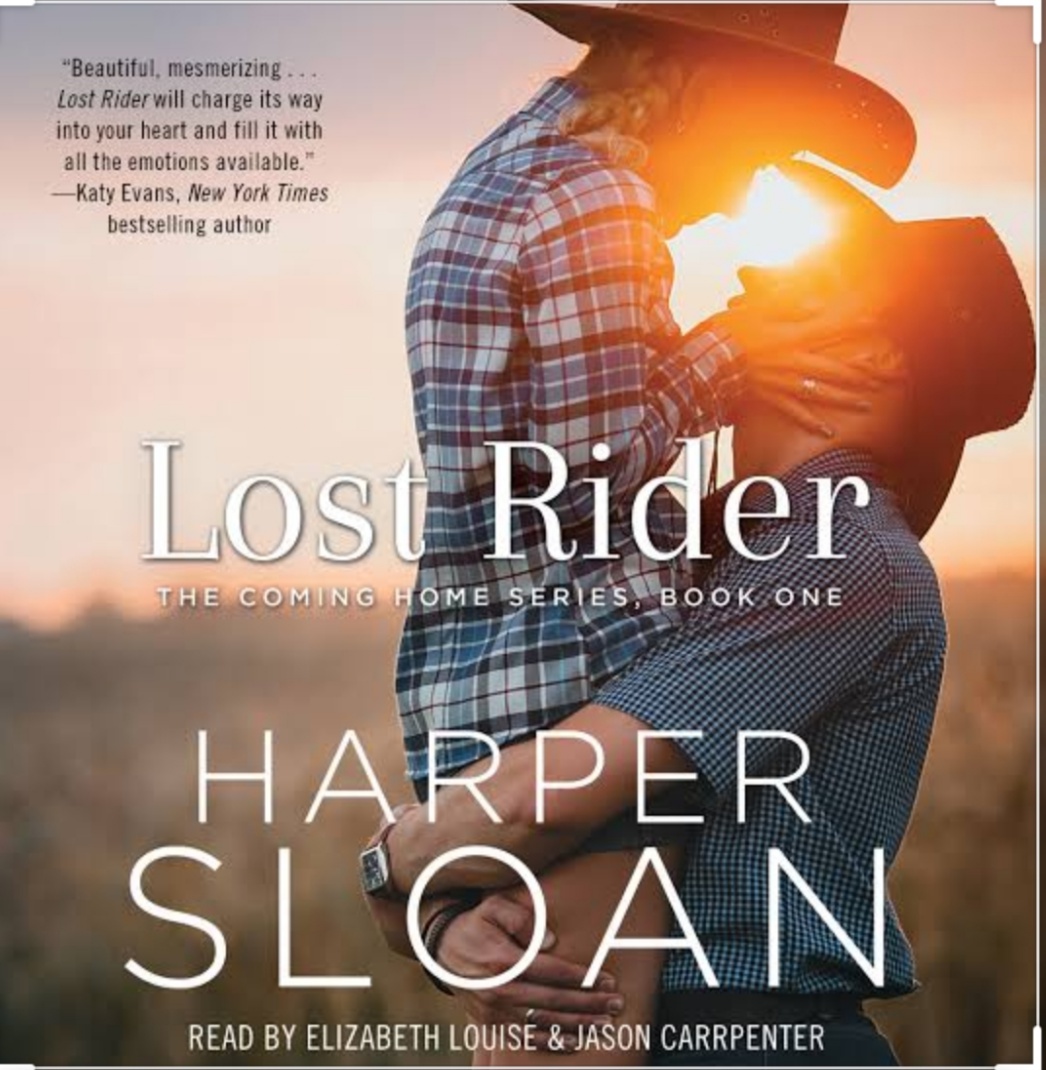 “Beautiful, mesmerizing . . .
Lost Rider will charge its way
into your heart and fill it with
all the emotions available.”
—Katy Evans, New York Times
bestselling author
Lost Rider
THE COMING HOME SERIES, BOOK ONE
HARPER
SLOAN
READ BY ELIZABETH LOUISE & JASON CARRPENTER